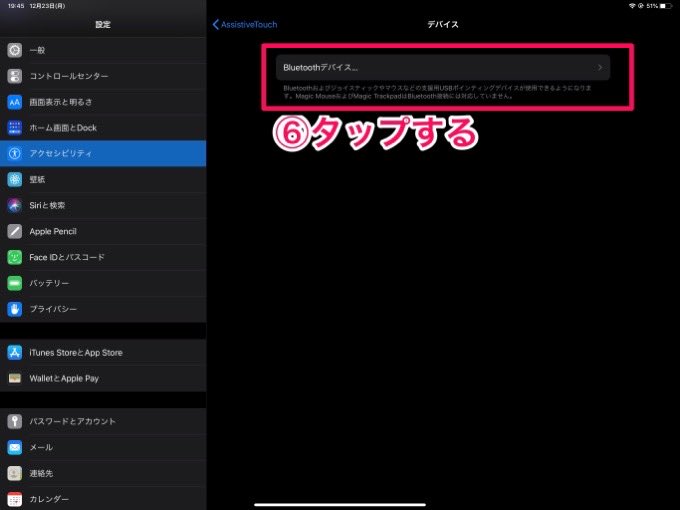 19:45 12月23日(月)
51%
設定
一般
コントロールセンター
画面表示と明るさ
ホーム画面とDock
アクセシビリティ
壁紙
Siriと検索
Apple Pencil
Face IDとパスコード
バッテリー
プライバシー
iTunes StoreとApp Store
WalletとApple Pay
パスワードとアカウント
メール
連絡先
カレンダー
AssistiveTouch
デバイス
Bluetoothデバイス...
Bluetoothおよびジョイスティックやマウスなどの支援用USBポインティングデバイスが使用できるようになりま
す。Magic MouseおよびMagic TrackpadはBluetooth接続には対応していません。
⑥タップする